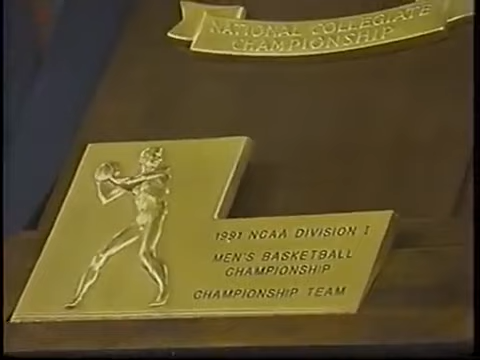 NATIONAL COLLEGIATE
CHAMPIONSHIP
1991 NCAA DIVISION I
MEN'S BASKETBALL
CHAMPIONSHIP
CHAMPIONSHIP TEAM